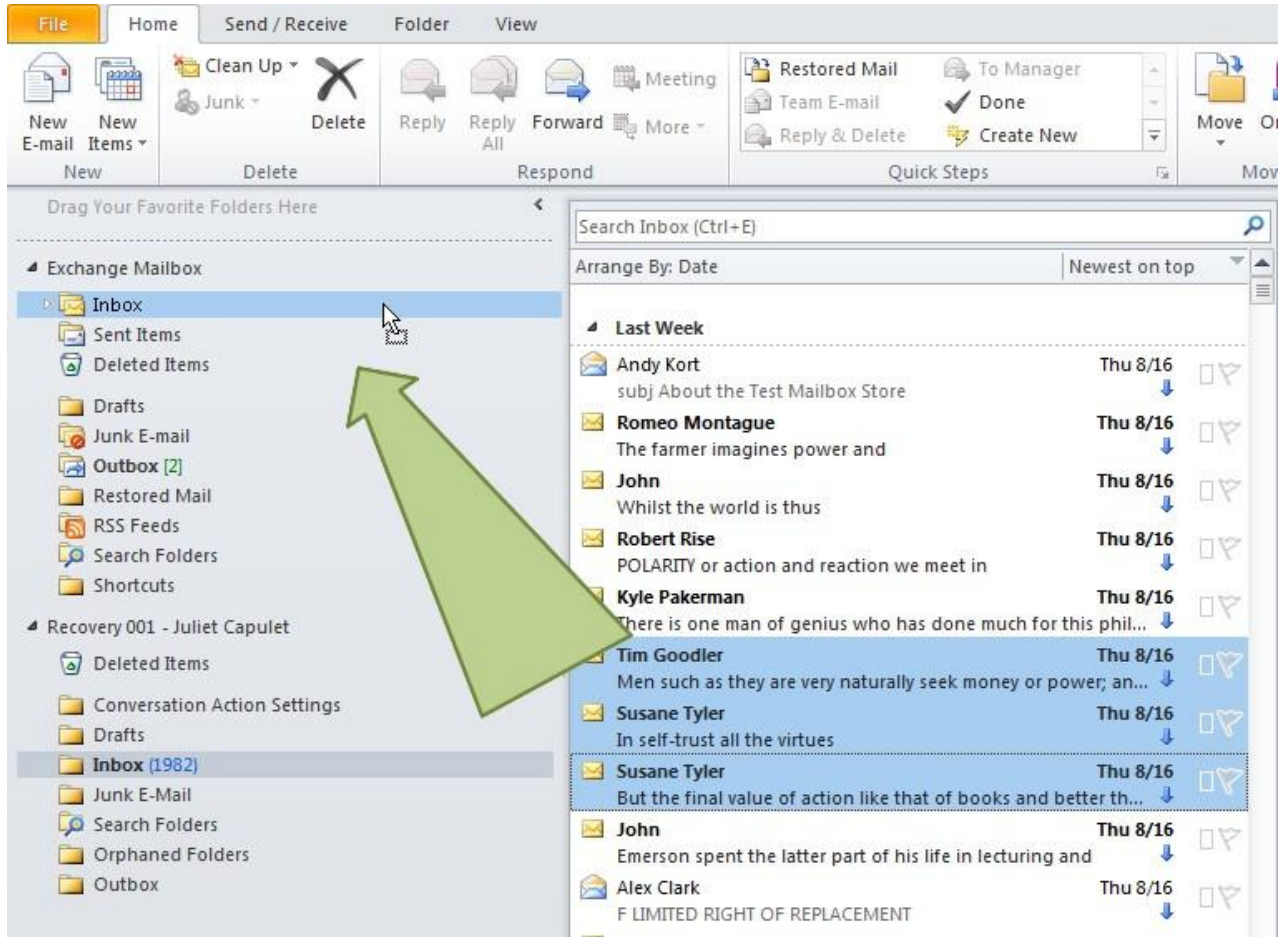 File Home Send / Receive Folder View
Clean Up
Junk
New E-mail
New Items
Delete
Reply
Reply All
Forward
Meeting
More
Restored Mail To Manager
Team E-mail Done
Reply & Delete Create New
Move
New Delete Respond Quick Steps
Drag Your Favorite Folders Here
Exchange Mailbox
Inbox
Sent Items
Deleted Items
Drafts
Junk E-mail
Outbox [2]
Restored Mail
RSS Feeds
Search Folders
Shortcuts
Recovery 001 - Juliet Capulet
Deleted Items
Conversation Action Settings
Drafts
Inbox (1982)
Junk E-Mail
Search Folders
Orphaned Folders
Outbox
Search Inbox (Ctrl+E)
Arrange By: Date Newest on top
Last Week
Andy Kort Thu 8/16
subj About the Test Mailbox Store
Romeo Montague Thu 8/16
The farmer imagines power and
John Thu 8/16
Whilst the world is thus
Robert Rise Thu 8/16
POLARITY or action and reaction we meet in
Kyle Pakerman Thu 8/16
There is one man of genius who has done much for this phil...
Tim Goodler Thu 8/16
Men such as they are very naturally seek money or power; an...
Susane Tyler Thu 8/16
In self-trust all the virtues
Susane Tyler Thu 8/16
But the final value of action like that of books and better th...
John Thu 8/16
Emerson spent the latter part of his life in lecturing and
Alex Clark Thu 8/16
F LIMITED RIGHT OF REPLACEMENT